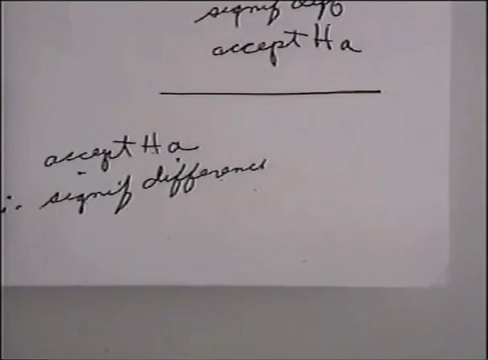 signif diff
accept Ha
accept Ha
∴ signif difference